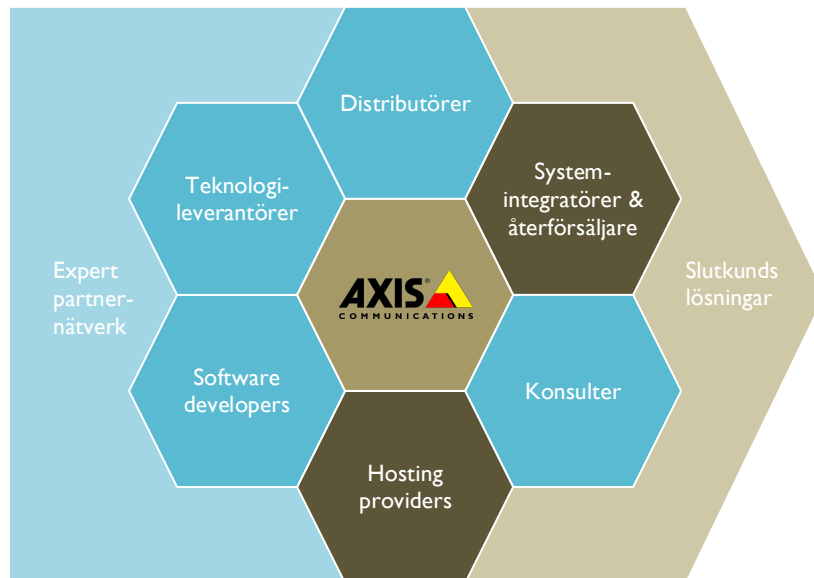 Distributörer
Teknologi-
leverantörer
System-
integratörer &
återförsäljare
Expert
partner-
nätverk
AXIS
COMMUNICATIONS
Slutkunds
lösningar
Software
developers
Konsulter
Hosting
providers